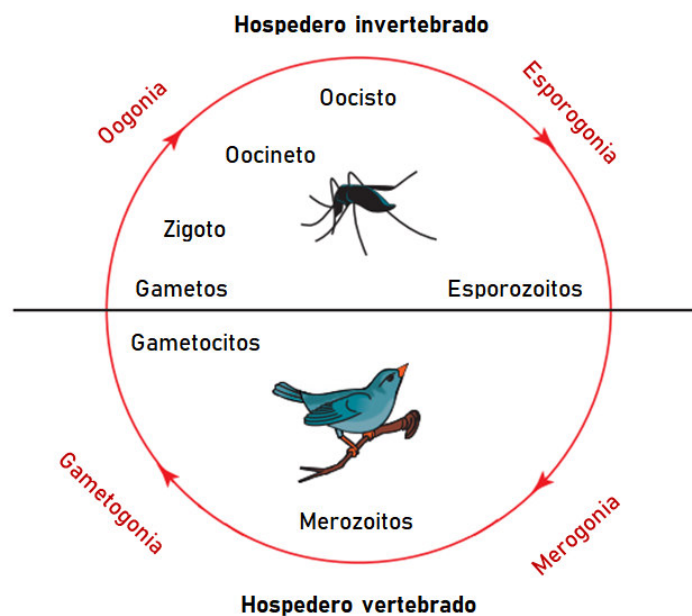 Hospedero invertebrado
Oogonia
Oocisto
Esporogonia
Oocineto
Zigoto
Gametos
Esporozoitos
Gametocitos
Gametogonia
Merozoitos
Merogonia
Hospedero vertebrado